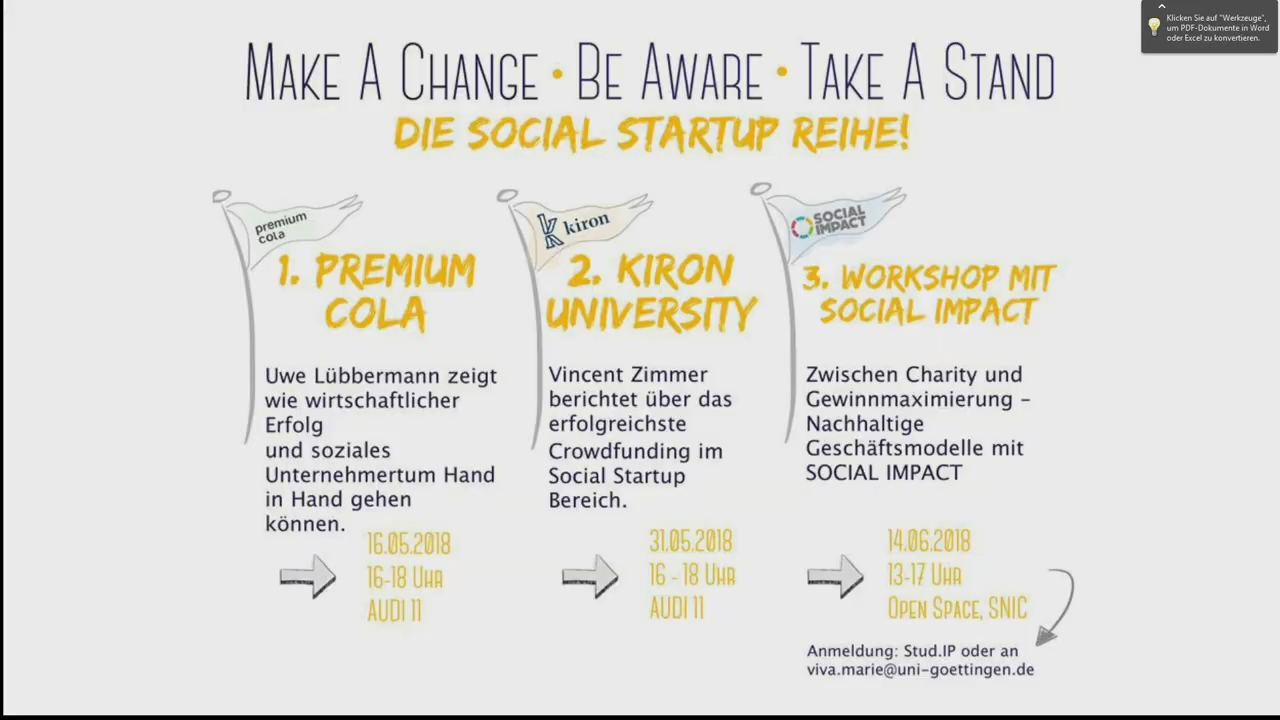 Klicken Sie auf "Werkzeuge",
um PDF-Dokumente in Word
oder Excel zu konvertieren.
MAKE A CHANGE • BE AWARE • TAKE A STAND
DIE SOCIAL STARTUP REIHE!
premium
cola
1. PREMIUM
COLA
Uwe Lübbermann zeigt
wie wirtschaftlicher
Erfolg
und soziales
Unternehmertum Hand
in Hand gehen
können.
16.05.2018
16-18 UHR
AUDI 11
kiron
2. KIRON
UNIVERSITY
Vincent Zimmer
berichtet über das
erfolgreichste
Crowdfunding im
Social Startup
Bereich.
31.05.2018
16 - 18 UHR
AUDI 11
SOCIAL
IMPACT
3. WORKSHOP MIT
SOCIAL IMPACT
Zwischen Charity und
Gewinnmaximierung –
Nachhaltige
Geschäftsmodelle mit
SOCIAL IMPACT
14.06.2018
13-17 UHR
OPEN SPACE, SNIC
Anmeldung: Stud.IP oder an
viva.marie@uni-goettingen.de